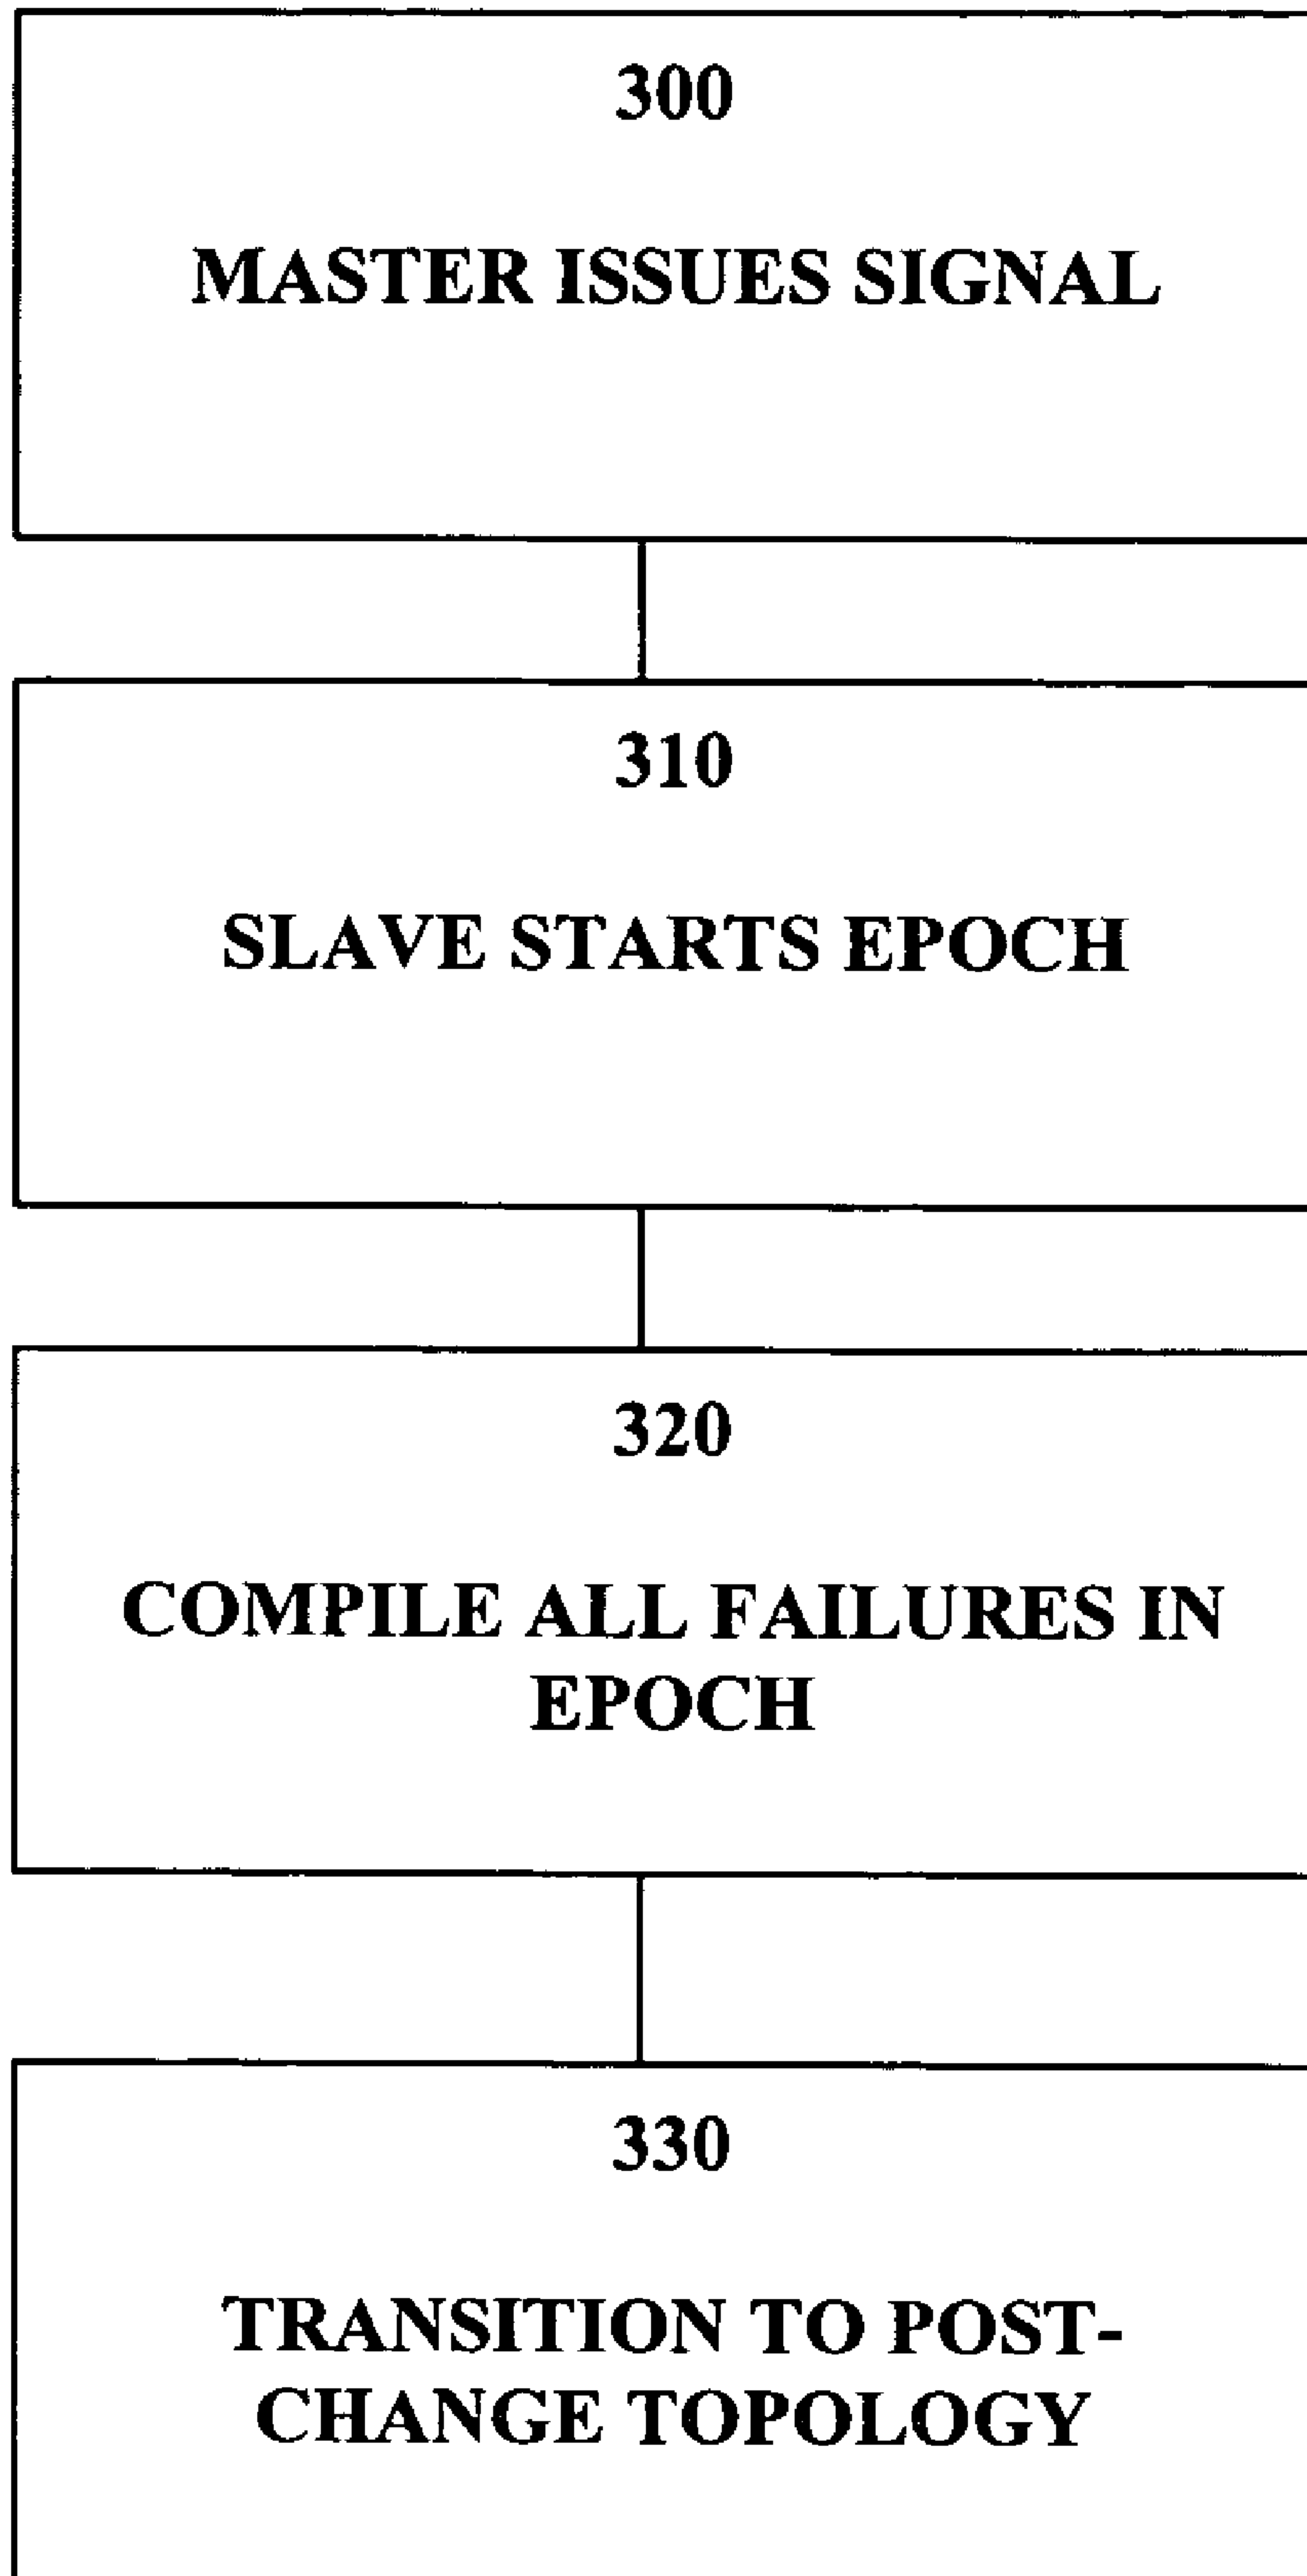 300
MASTER ISSUES SIGNAL
310
SLAVE STARTS EPOCH
320
COMPILE ALL FAILURES IN
EPOCH
330
TRANSITION TO POST-
CHANGE TOPOLOGY